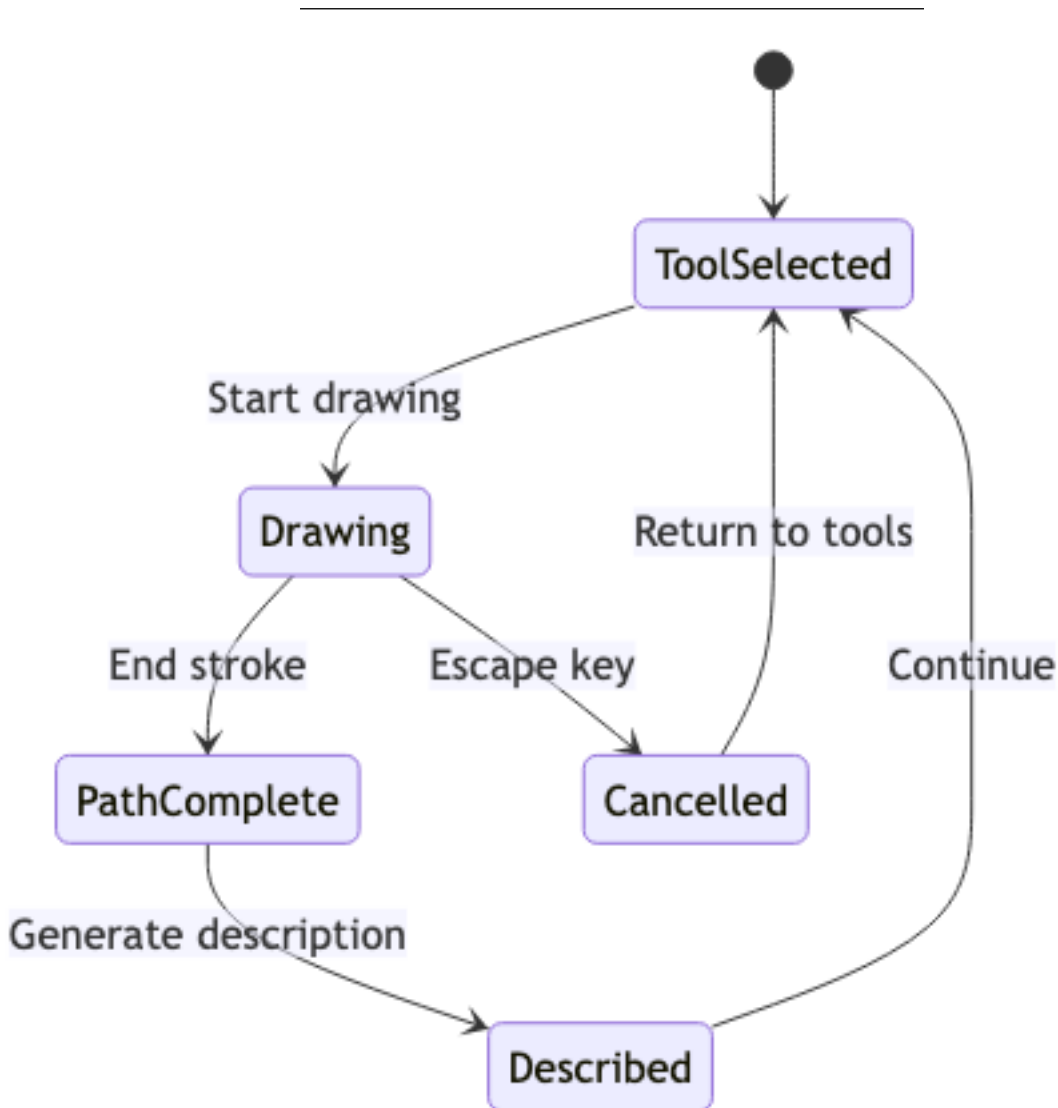 ToolSelected
Start drawing
Drawing
Return to tools
End stroke
Escape key
Continue
PathComplete
Cancelled
Generate description
Described